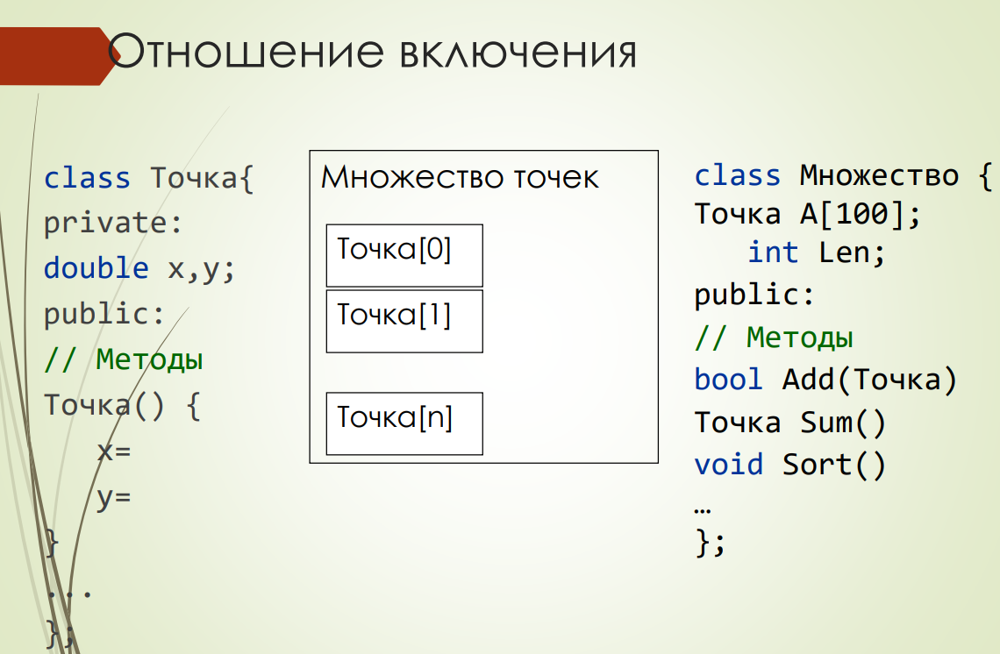 Отношение включения
class Точка{
private:
double x,y;
public:
// Методы
Точка() {
x=
y=
}
...
};
Множество точек
Точка[0]
Точка[1]
Точка[n]
class Множество {
Точка A[100];
int Len;
public:
// Методы
bool Add(Точка)
Точка Sum()
void Sort()
…
};